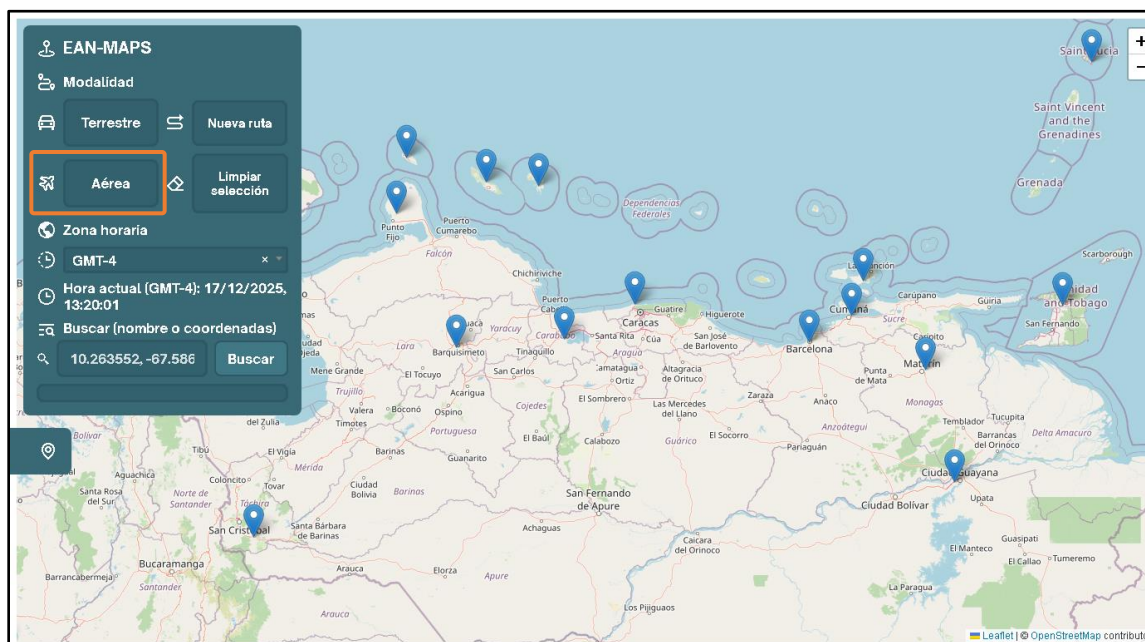 EAN-MAPS
Modalidad
Terrestre
Nueva ruta
Aérea
Limpiar
selección
Zona horaria
GMT-4
×
Hora actual (GMT-4): 17/12/2025,
13:20:01
Buscar (nombre o coordenadas)
10.263552, -67.586
Buscar
+
−
Saint Lucia
Saint Vincent
and the
Grenadines
Grenada
Dependencias
Federales
Punto
Fijo
Puerto
Cumarebo
Falcón
Chichiriviche
Scarborough
Trinidad
and Tobago
San Fernando
La Asunción
Carupano
Guiria
Cumaná
Sucre
Caripito
Maturín
Puerto
Guatire
Higuerote
Caracas
Carabobo
Santa Rita
Cúa
San José
de Barlovento
Barcelona
Yaracuy
Lara
Barquisimeto
Tinaquillo
Aragua
Mene Grande
El Tocuyo
San Carlos
Ortiz
Altagracia
de Orituco
Punta
de Mata
Trujillo
Acarigua
El Sombrero
Zaraza
Anaco
Monagas
Valera
Boconó
Ospino
Cojedes
Las Mercedes
del Llano
Temblador
Tucupita
del Zulia
Timotes
Portuguesa
El Baúl
Calabozo
Guárico
El Socorro
Pariaguán
Anzoátegui
Barrancas
del Orinoco
Delta Amacuro
Bolívar
Tibú
El Vigía
Mérida
Barinas
Guanarito
Aguachica
Coloncito
Tovar
Ciudad
Bolivia
Barinas
Ciudad Guayana
Santa Rosa
del Sur
Norte de
Santander
Táchira
San Fernando
de Apure
Ciudad Bolívar
Upata
San Cristóbal
Santa Bárbara
de Barinas
Achaguas
Caicara
del Orinoco
Guasipati
El Manteco
El Callao
Tumeremo
Bucaramanga
Barrancabermeja
Santander
Arauca
Elorza
Apure
La Paragua
Arauca
Los Pijiguaos
Leaflet | © OpenStreetMap contribut